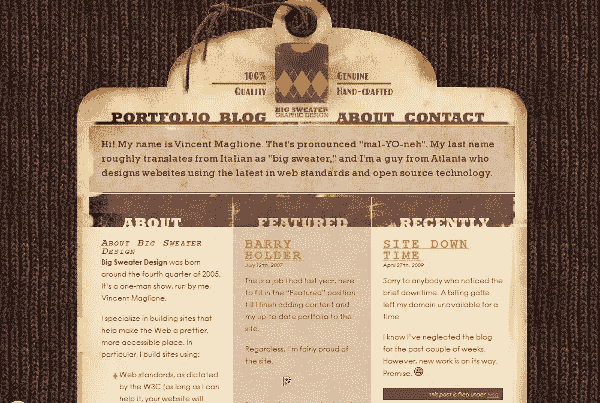 100% GENUINE
QUALITY HAND-CRAFTED
BIG SWEATER
GRAPHIC DESIGN
PORTFOLIO BLOG ABOUT CONTACT
Hi! My name is Vincent Maglione. That's pronounced "mal-YO-neh". My last name
roughly translates from Italian as "big sweater," and I'm a guy from Atlanta who
designs websites using the latest in web standards and open source technology.
ABOUT
About Big Sweater
Design
Big Sweater Design was born
around the fourth quarter of 2005.
It's a one-man show, run by me,
Vincent Maglione.
I specialize in building sites that
help make the Web a prettier,
more accessible place. In
particular, I build sites using:
Web standards, as dictated
by the W3C (as long as I can
help it, your website will
FEATURED
BARRY
HOLDER
July 12th, 2007
This is a job I had last year, here
to fill in the "Featured" position
till I finish adding content and
my up-to-date portfolio to the
site.
Regardless, I'm fairly proud of
the site.
RECENTLY
SITE DOWN
TIME
April 27th, 2009
Sorry to anybody who noticed the
brief downtime. A billing gaffe
left my domain unavailable for a
time
I know I've neglected the blog
for the past couple of weeks.
However, new work is on its way.
Promise.
this post is filed under